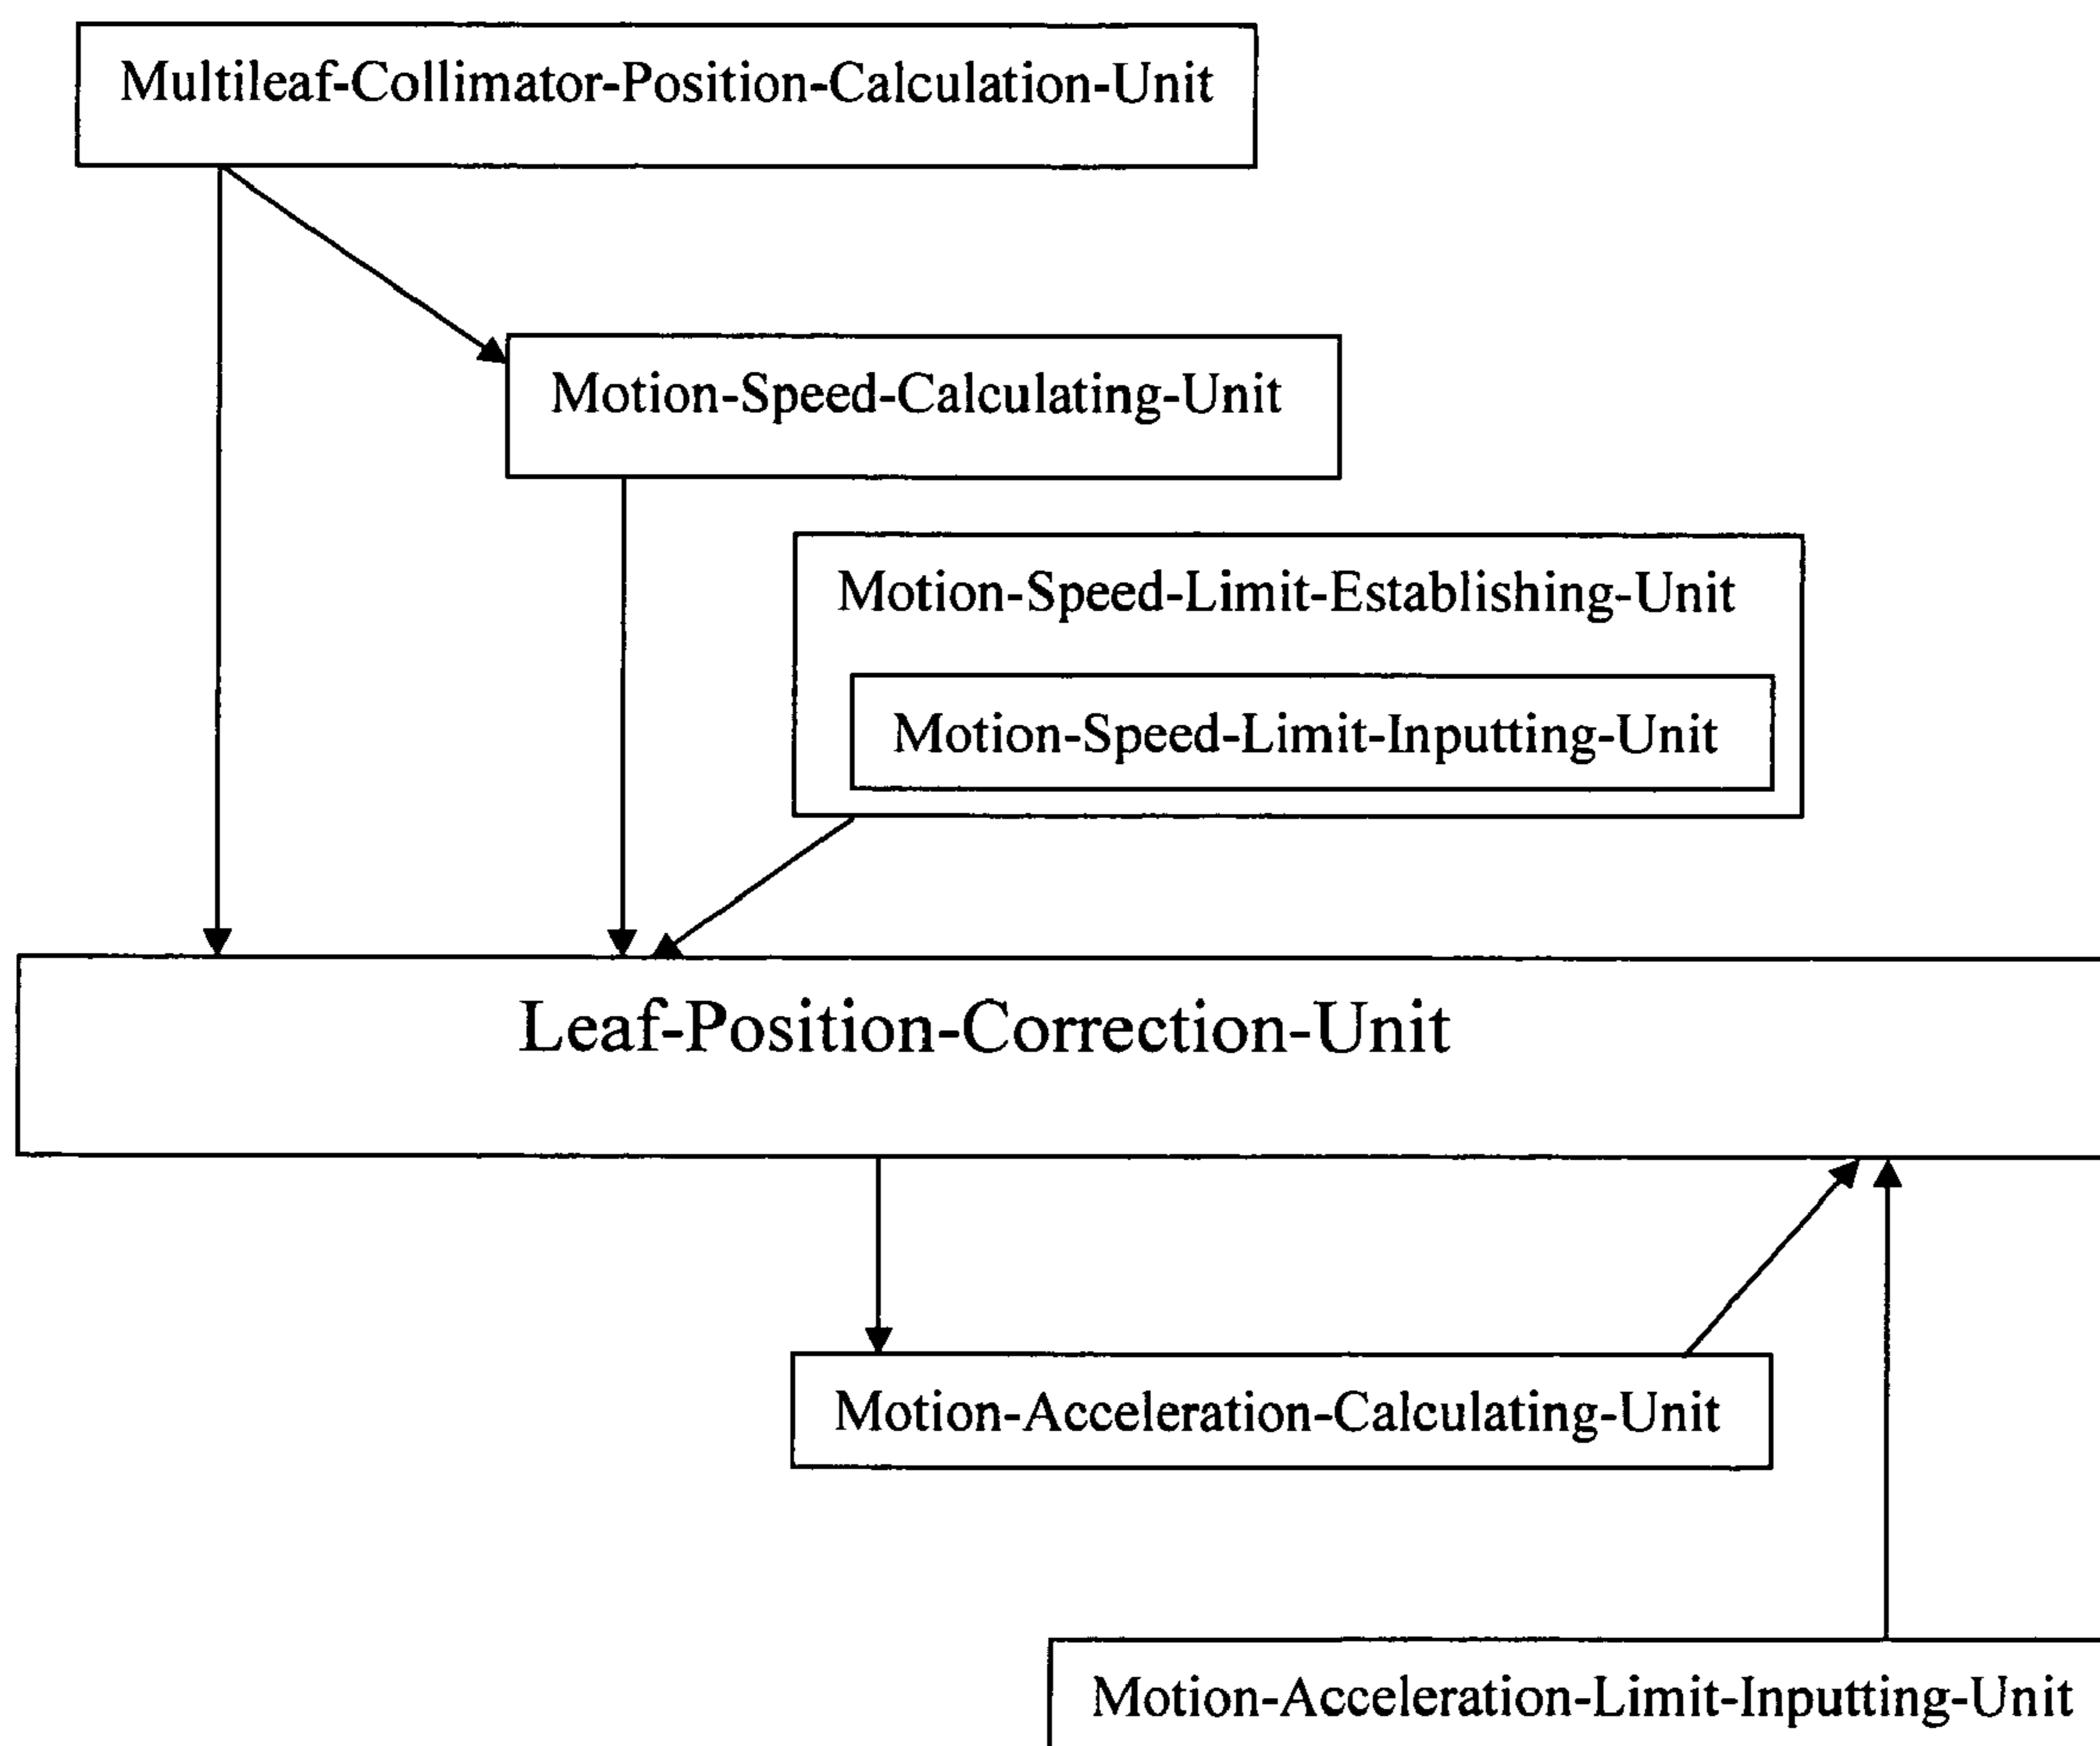 Multileaf-Collimator-Position-Calculation-Unit
Motion-Speed-Calculating-Unit
Motion-Speed-Limit-Establishing-Unit
Motion-Speed-Limit-Inputting-Unit
Leaf-Position-Correction-Unit
Motion-Acceleration-Calculating-Unit
Motion-Acceleration-Limit-Inputting-Unit